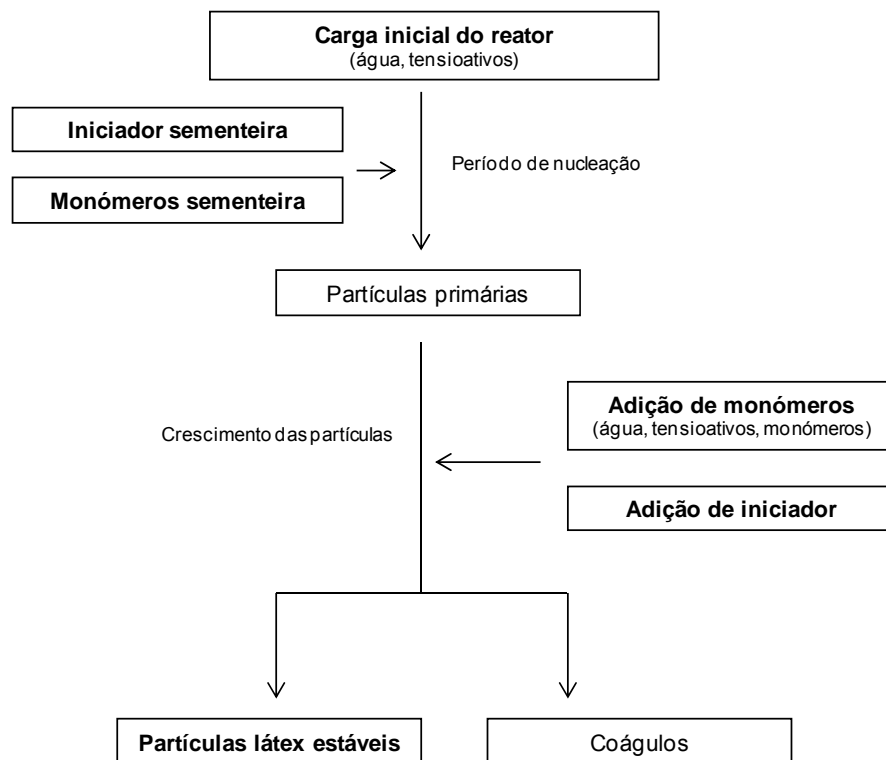 Carga inicial do reator
(água, tensioativos)
Iniciador sementeira
Período de nucleação
Monómeros sementeira
Partículas primárias
Adição de monómeros
(água, tensioativos, monómeros)
Crescimento das partículas
Adição de iniciador
Partículas látex estáveis
Coágulos